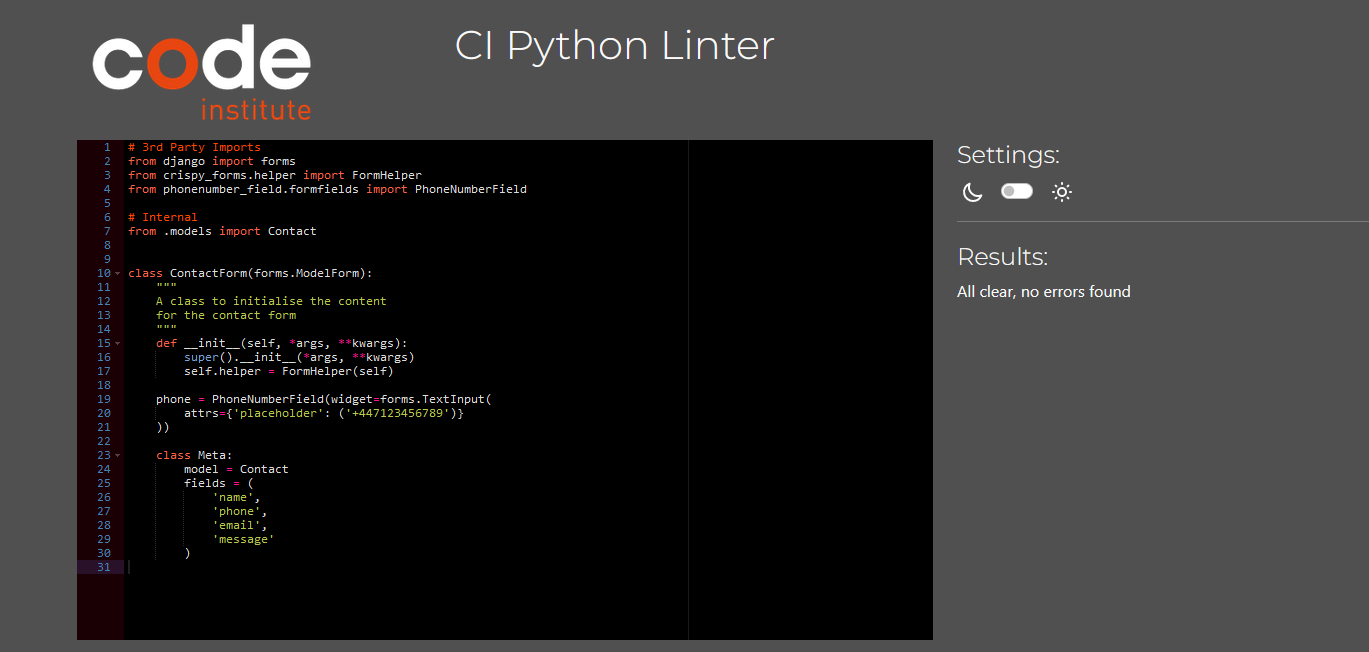 code
institute
CI Python Linter
1 # 3rd Party Imports
2 from django import forms
3 from crispy_forms.helper import FormHelper
4 from phonenumber_field.formfields import PhoneNumberField
5
6 # Internal
7 from .models import Contact
8
9
10 class ContactForm(forms.ModelForm):
11     """
12     A class to initialise the content
13     for the contact form
14     """
15     def __init__(self, *args, **kwargs):
16         super().__init__(*args, **kwargs)
17         self.helper = FormHelper(self)
18
19     phone = PhoneNumberField(widget=forms.TextInput(
20         attrs={'placeholder': ('+447123456789')}
21     ))
22
23     class Meta:
24         model = Contact
25         fields = (
26             'name',
27             'phone',
28             'email',
29             'message'
30         )
31
Settings:
Results:
All clear, no errors found